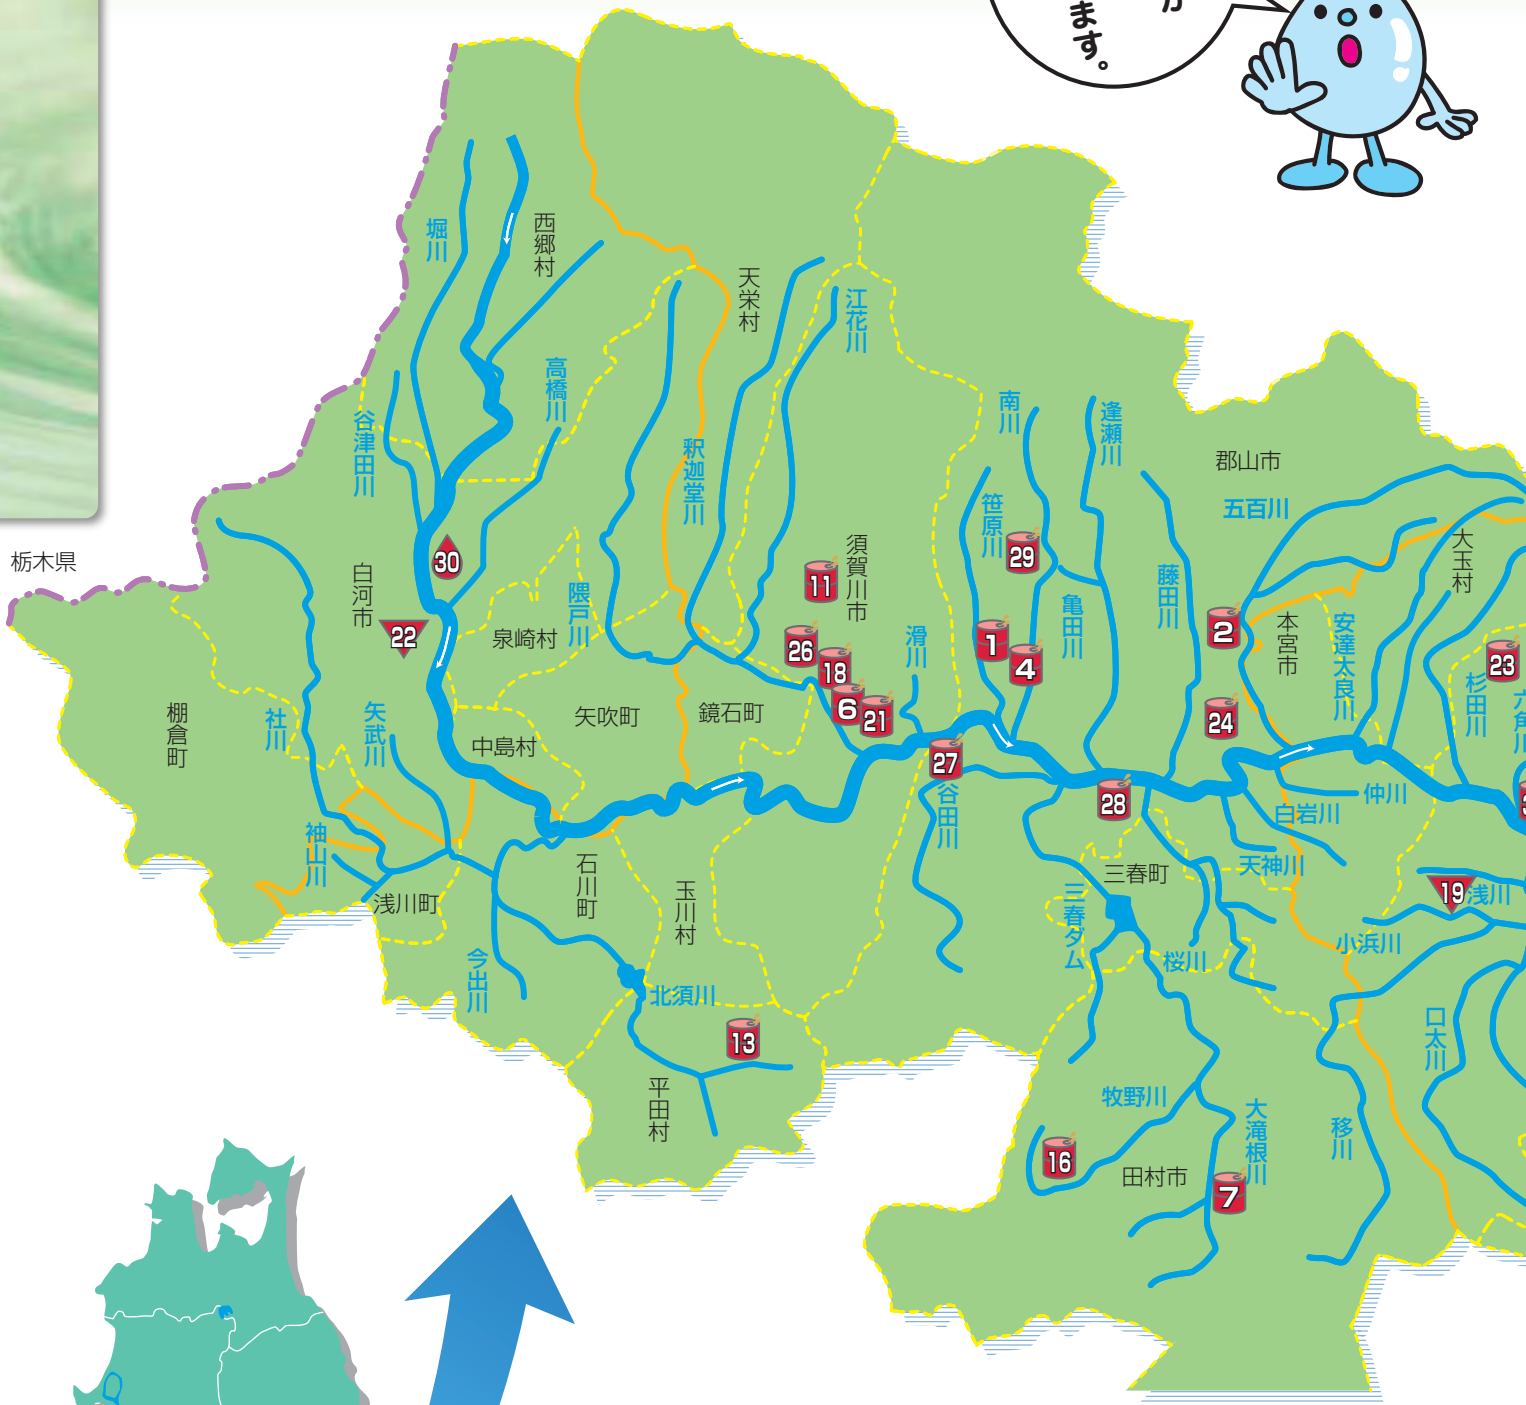 ます。
が
堀川
西郷村
天栄村
江花川
高橋川
谷津田川
釈迦堂川
南川
逢瀬川
郡山市
五百川
笹原川
大玉村
栃木県
白河市
30
22
泉崎村
隈戸川
須賀川市
11
29
亀田川
藤田川
2
本宮市
安達太良川
23
杉田川
六角川
26
18
6
21
滑川
1
4
24
棚倉町
社川
矢武川
中島村
矢吹町
鏡石町
27
谷田川
28
仲川
白岩川
天神川
袖山川
浅川町
石川町
玉川村
三春町
三春ダム
19
浅川
小浜川
桜川
今出川
北須川
13
平田村
口太川
牧野川
16
田村市
大滝根川
7
移川